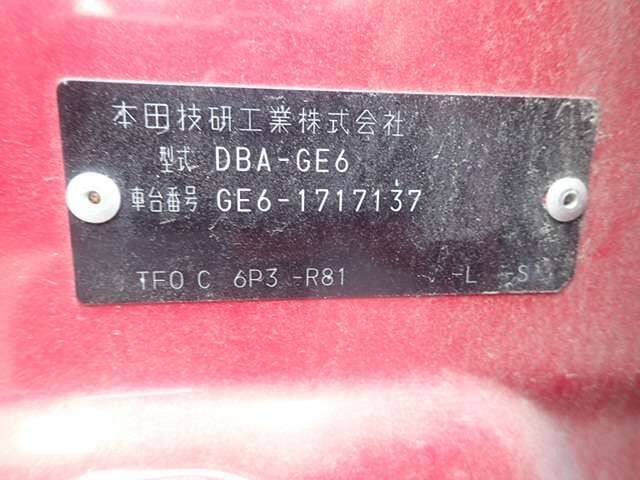 本田技研工業株式会社
型式 DBA-GE6
車台番号 GE6-1717137
TF0 C 6P3 -R81 -L -S